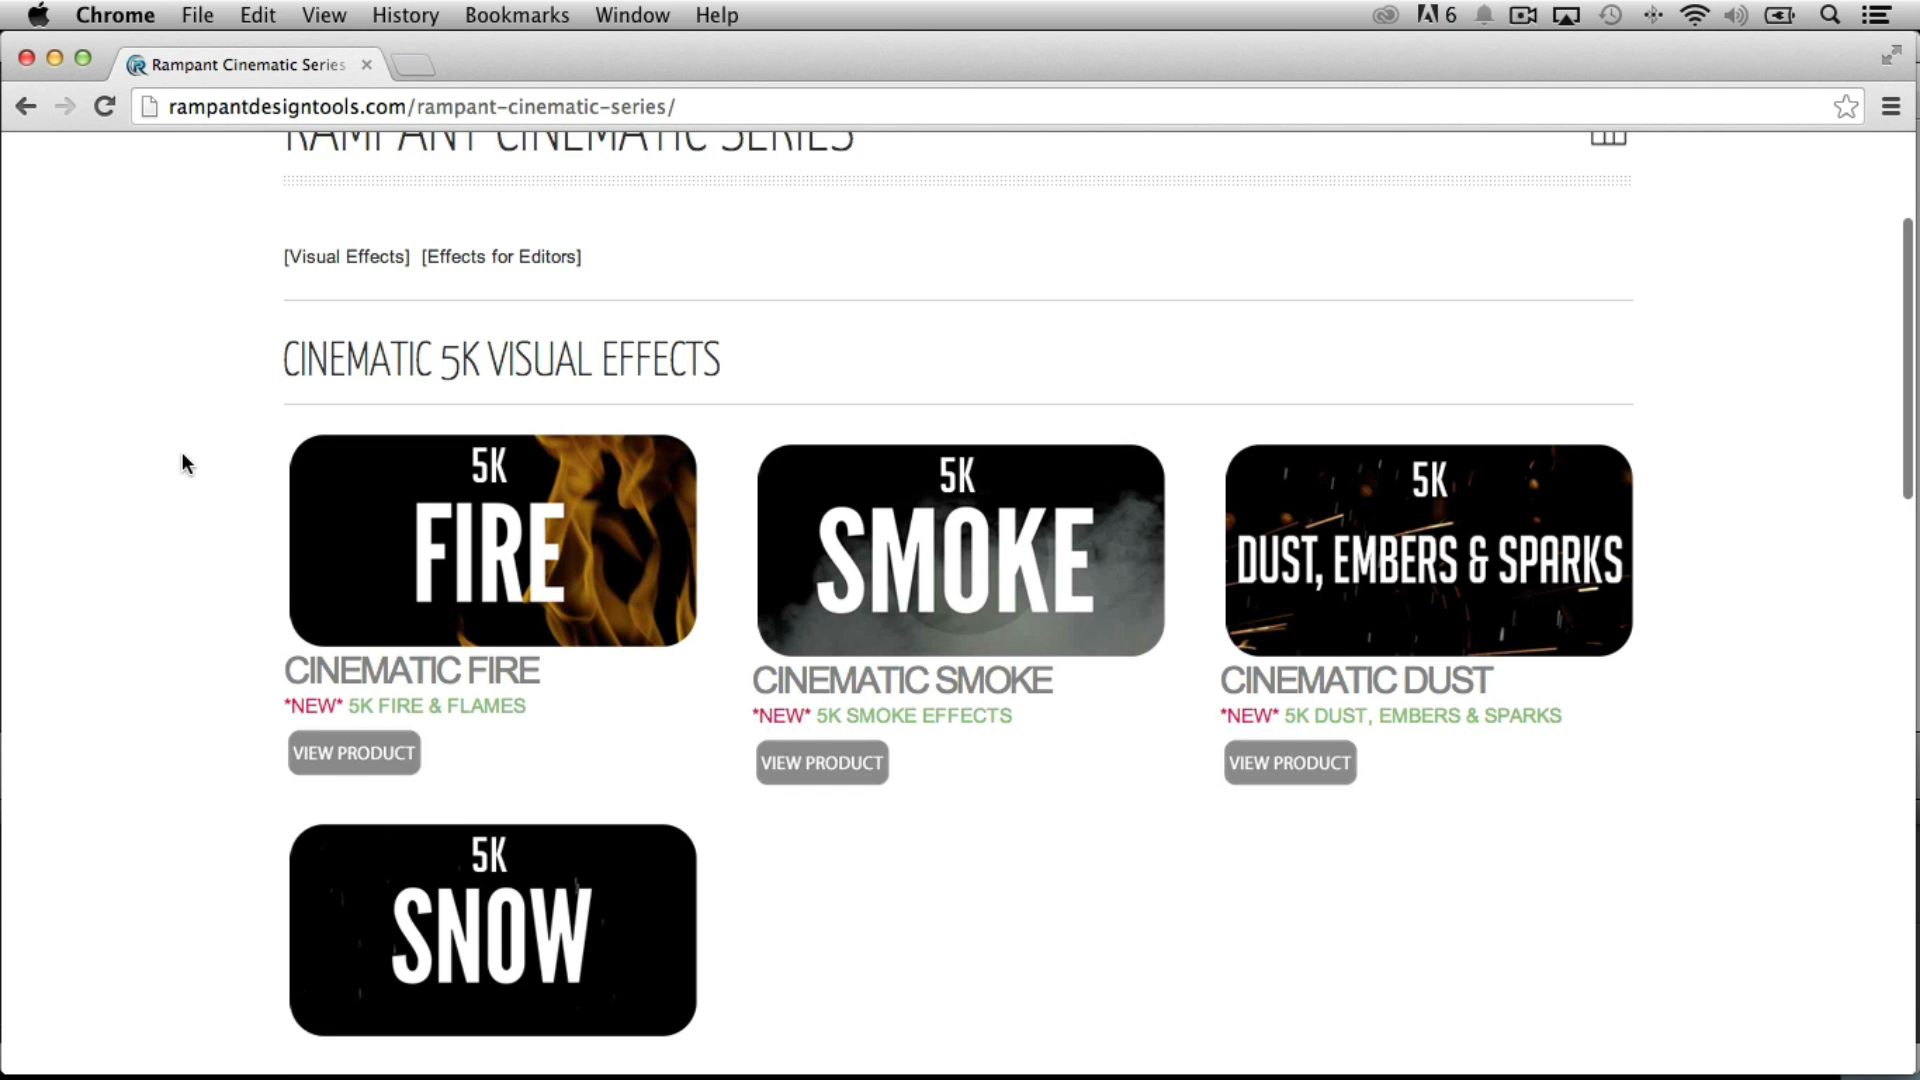 Chrome File Edit View History Bookmarks Window Help 6
Rampant Cinematic Series
rampantdesigntools.com/rampant-cinematic-series/
RAMPANT CINEMATIC SERIES
[Visual Effects] [Effects for Editors]
CINEMATIC 5K VISUAL EFFECTS
5K
FIRE
CINEMATIC FIRE
*NEW* 5K FIRE & FLAMES
VIEW PRODUCT
5K
SMOKE
CINEMATIC SMOKE
*NEW* 5K SMOKE EFFECTS
VIEW PRODUCT
5K
DUST, EMBERS & SPARKS
CINEMATIC DUST
*NEW* 5K DUST, EMBERS & SPARKS
VIEW PRODUCT
5K
SNOW